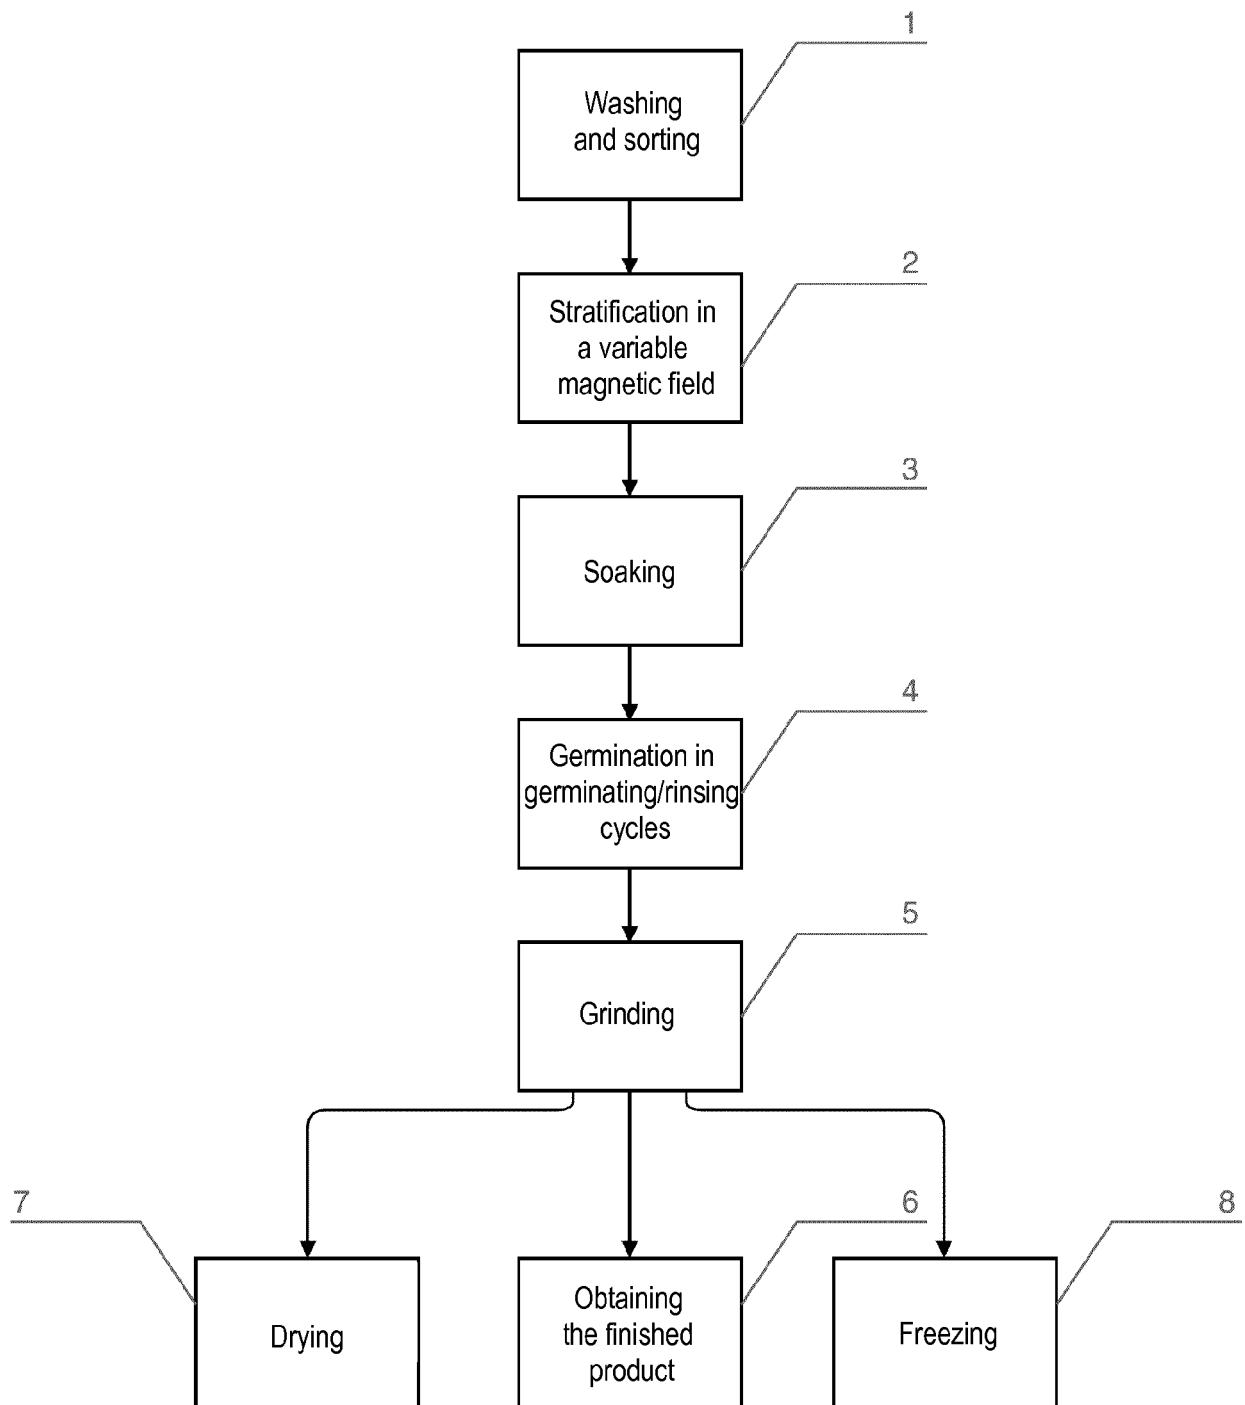 1
Washing
and sorting
2
Stratification in
a variable
magnetic field
3
Soaking
4
Germination in
germinating/rinsing
cycles
5
Grinding
7
6
8
Drying
Obtaining
the finished
product
Freezing